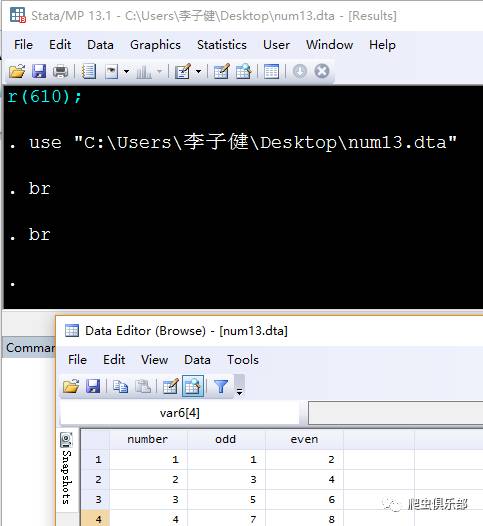 Stata/MP 13.1 - C:\Users\李子健\Desktop\num13.dta - [Results]
File Edit Data Graphics Statistics User Window Help
r(610);
. use "C:\Users\李子健\Desktop\num13.dta"
. br
. br
.
Comman
Data Editor (Browse) - [num13.dta]
File Edit View Data Tools
var6[4]
Snapshots
number odd even
1 1 1 2
2 2 3 4
3 3 5 6
4 4 7 8
爬虫俱乐部